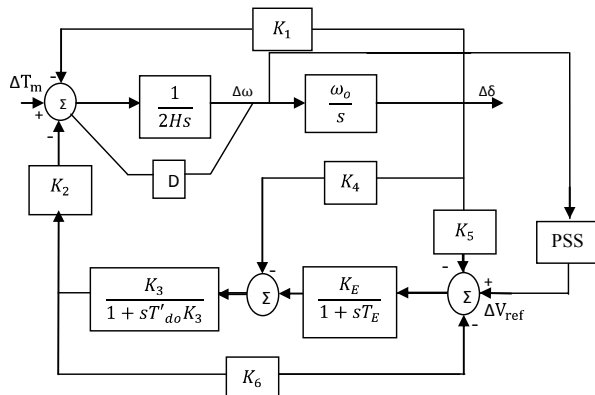 K1
-
ΔTm
Σ
+
-
1
2Hs
Δω
ωo
s
Δδ
D
K2
K4
K5
PSS
-
-
+
K3
1 + sT′doK3
Σ
KE
1 + sTE
Σ
ΔVref
-
K6